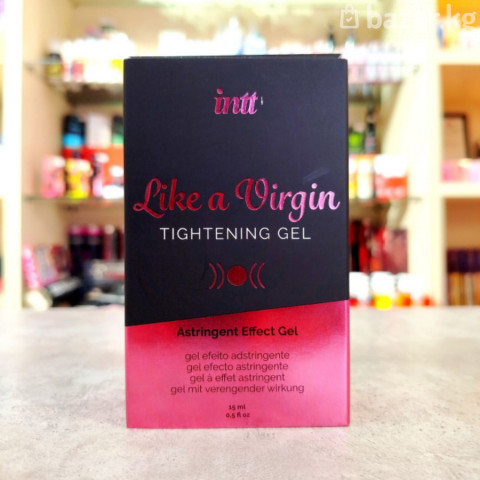 intt
Like a Virgin
TIGHTENING GEL
Astringent Effect Gel
gel efeito adstringente
gel efecto astringente
gel à effet astringent
gel mit verengender wirkung
15 ml
0.5 fl oz